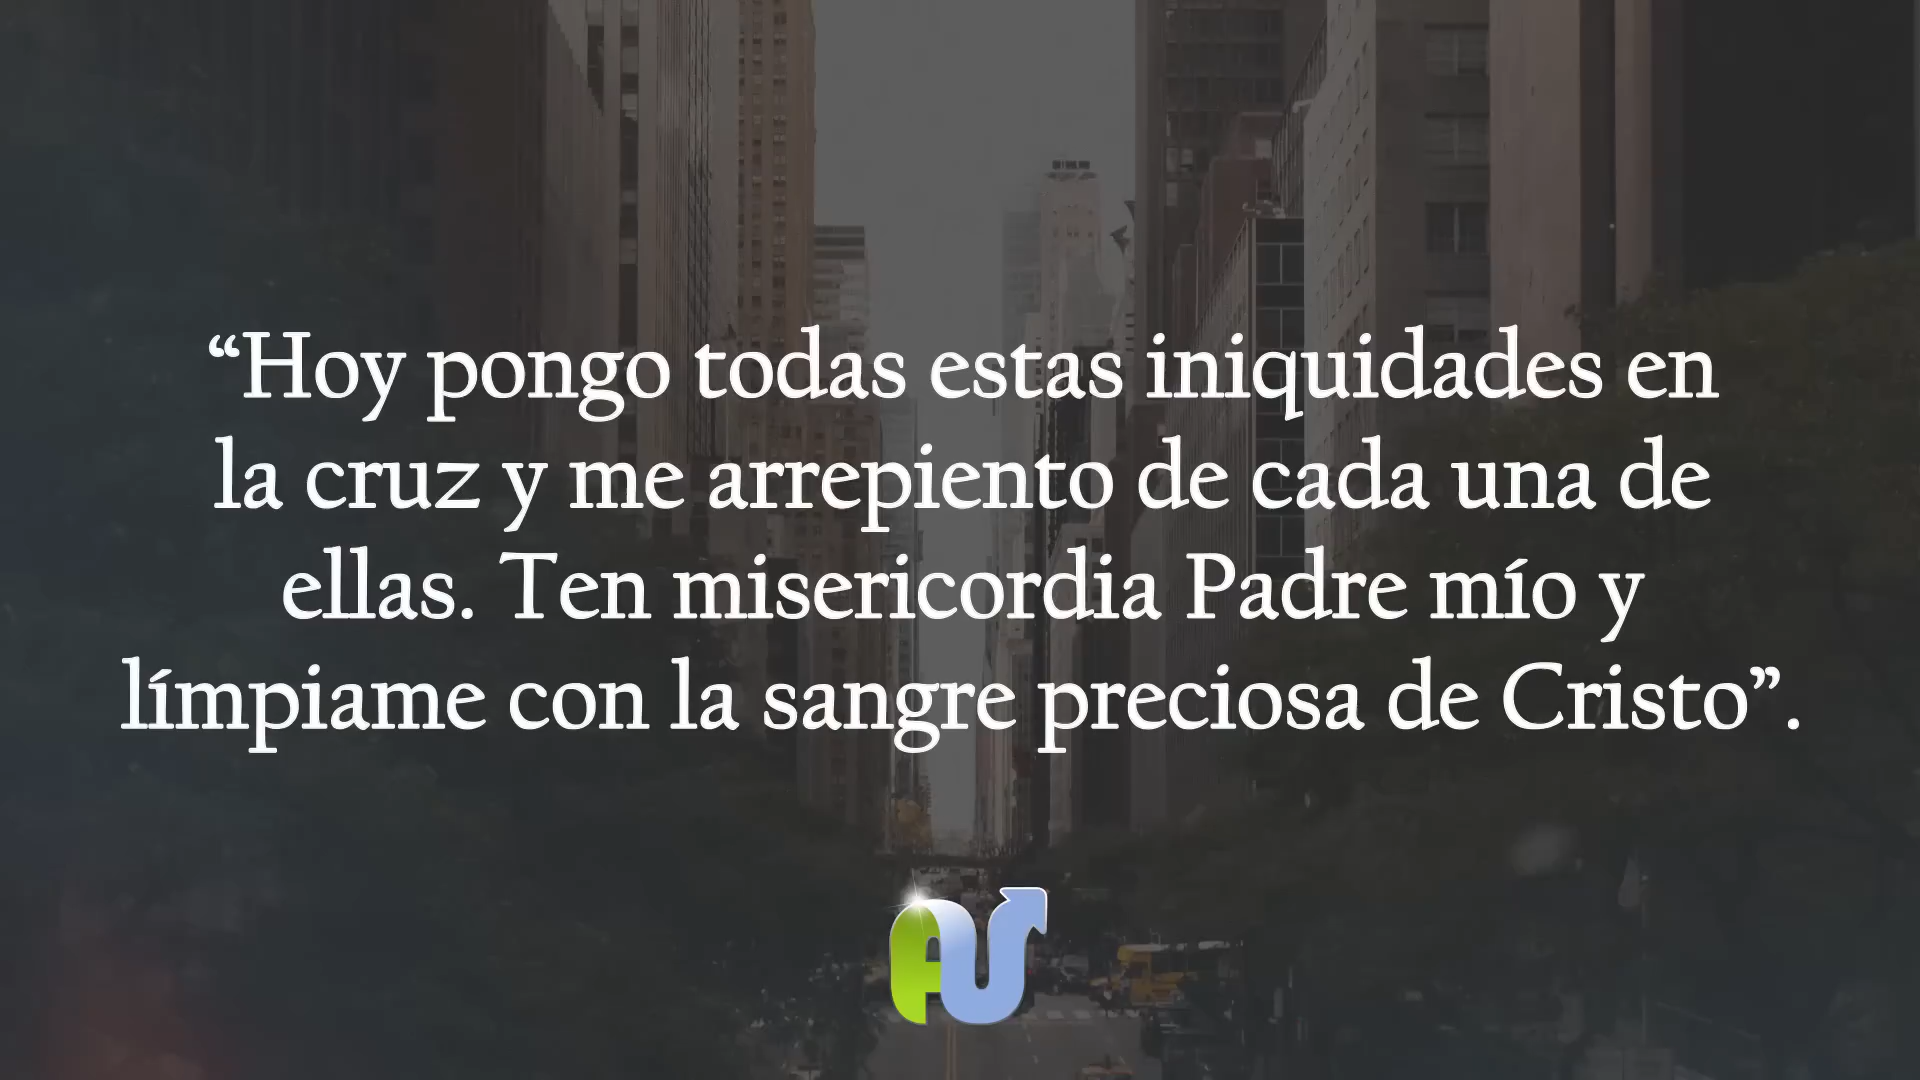 “Hoy pongo todas estas iniquidades en
la cruz y me arrepiento de cada una de
ellas. Ten misericordia Padre mío y
límpiame con la sangre preciosa de Cristo”.